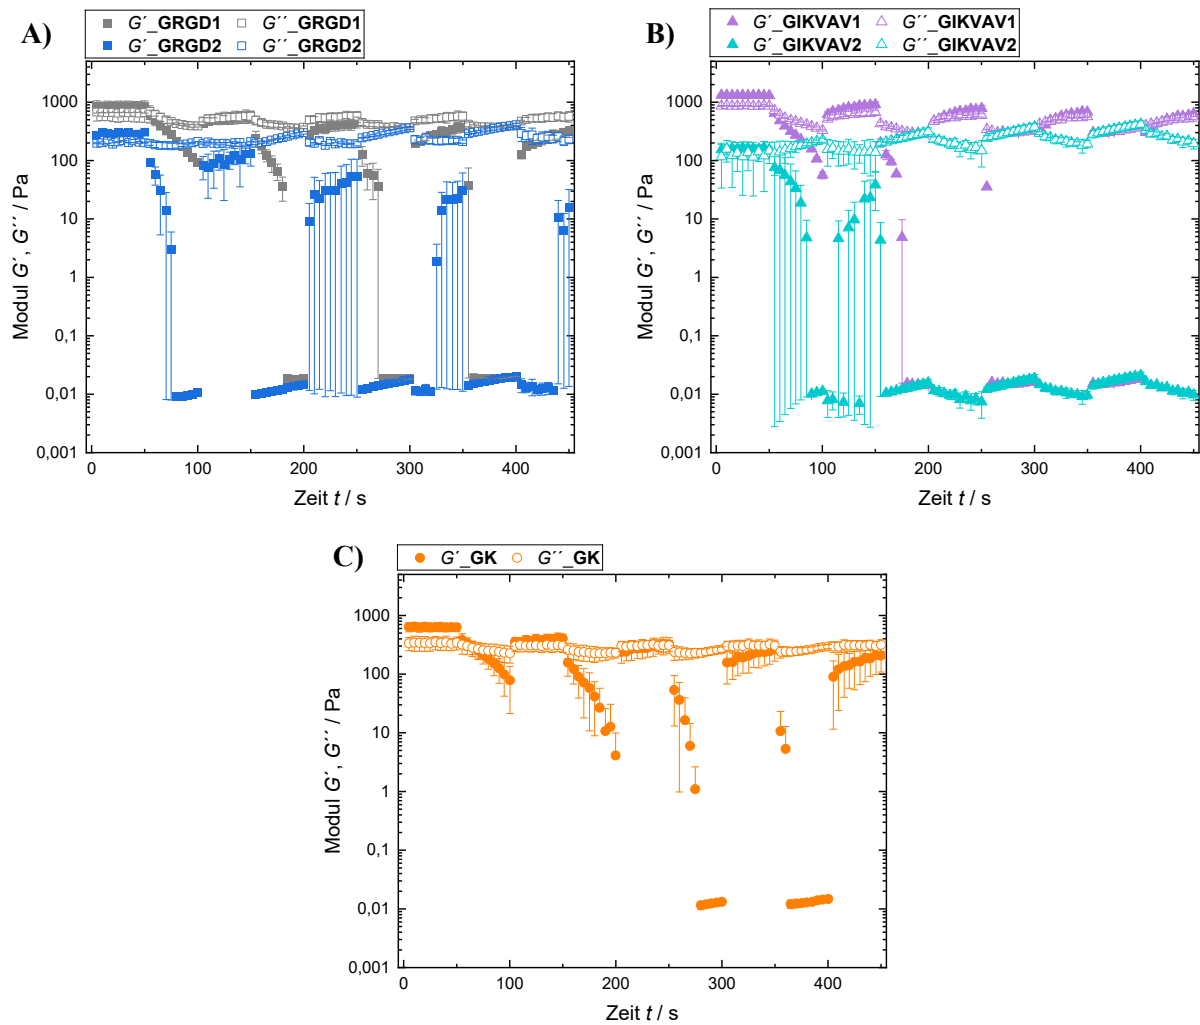 A)
G´_GRGD1 G´´_GRGD1
G´_GRGD2 G´´_GRGD2
1000
100
10
1
0,1
0,01
0,001
Modul G´, G´´ / Pa
0 100 200 300 400
Zeit t / s
B)
G´_GIKVAV1 G´´_GIKVAV1
G´_GIKVAV2 G´´_GIKVAV2
1000
100
10
1
0,1
0,01
0,001
Modul G´, G´´ / Pa
0 100 200 300 400
Zeit t / s
C)
G´_GK G´´_GK
1000
100
10
1
0,1
0,01
0,001
Modul G´, G´´ / Pa
0 100 200 300 400
Zeit t / s